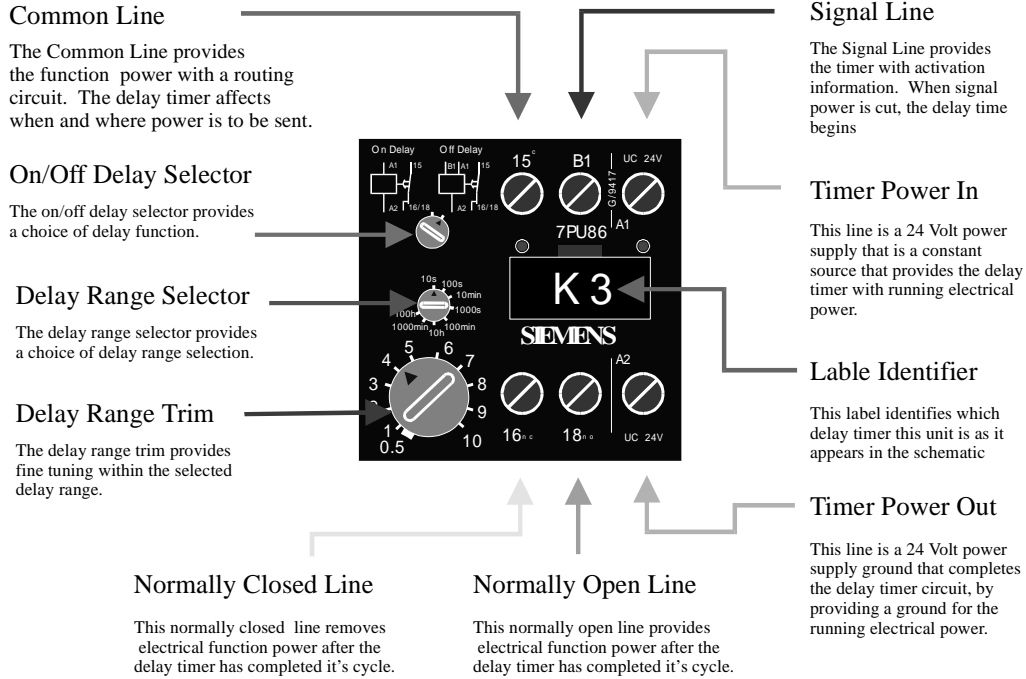 Common Line
The Common Line provides
the function power with a routing
circuit. The delay timer affects
when and where power is to be sent.
On/Off Delay Selector
The on/off delay selector provides
a choice of delay function.
Delay Range Selector
The delay range selector provides
a choice of delay range selection.
Delay Range Trim
The delay range trim provides
fine tuning within the selected
delay range.
On Delay
Off Delay
A1 15
B1 A1 15
A2 16/18
A2 16/18
15 c
B1
UC 24V
G/9417
A1
7PU86
K3
SIEMENS
10s
100s
10min
1000s
100min
10h
1000min
100h
0.5
1
3
4
5
6
7
8
9
10
16 n c
18 n o
A2
UC 24V
Signal Line
The Signal Line provides
the timer with activation
information. When signal
power is cut, the delay time
begins
Timer Power In
This line is a 24 Volt power
supply that is a constant
source that provides the delay
timer with running electrical
power.
Lable Identifier
This label identifies which
delay timer this unit is as it
appears in the schematic
Timer Power Out
This line is a 24 Volt power
supply ground that completes
the delay timer circuit, by
providing a ground for the
running electrical power.
Normally Closed Line
This normally closed line removes
electrical function power after the
delay timer has completed it's cycle.
Normally Open Line
This normally open line provides
electrical function power after the
delay timer has completed it's cycle.